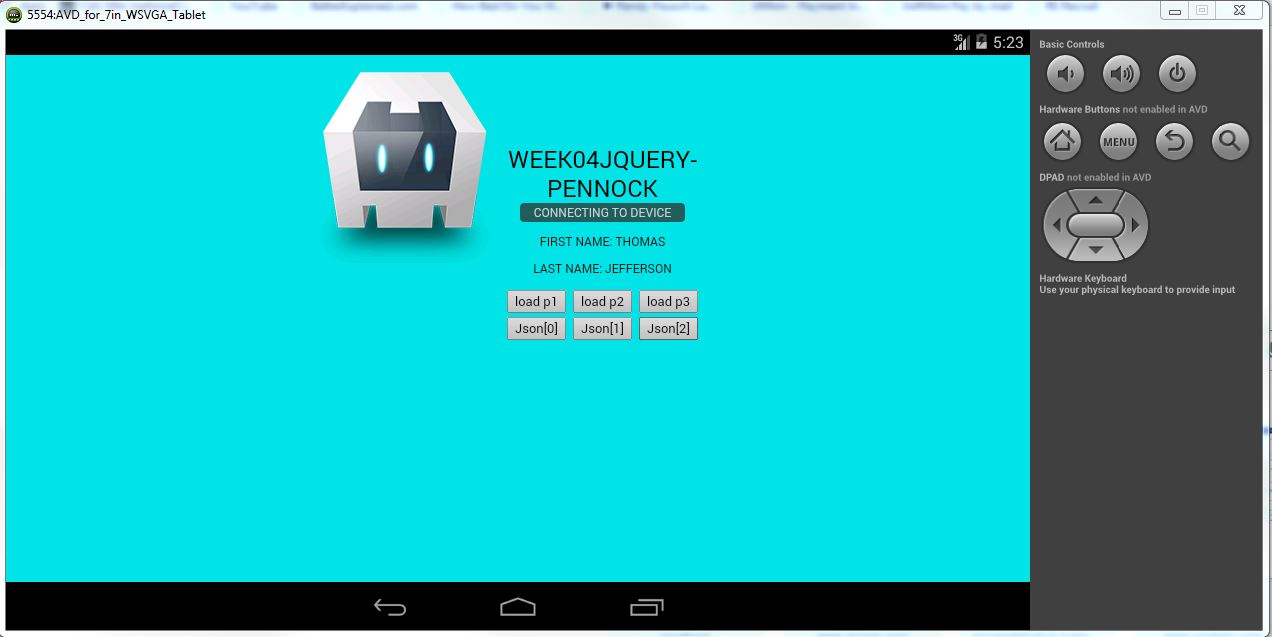 5554:AVD_for_7in_WSVGA_Tablet
3G 5:23
WEEK04JQUERY-
PENNOCK
CONNECTING TO DEVICE
FIRST NAME: THOMAS
LAST NAME: JEFFERSON
load p1 load p2 load p3
Json[0] Json[1] Json[2]
Basic Controls
Hardware Buttons not enabled in AVD
MENU
DPAD not enabled in AVD
Hardware Keyboard
Use your physical keyboard to provide input